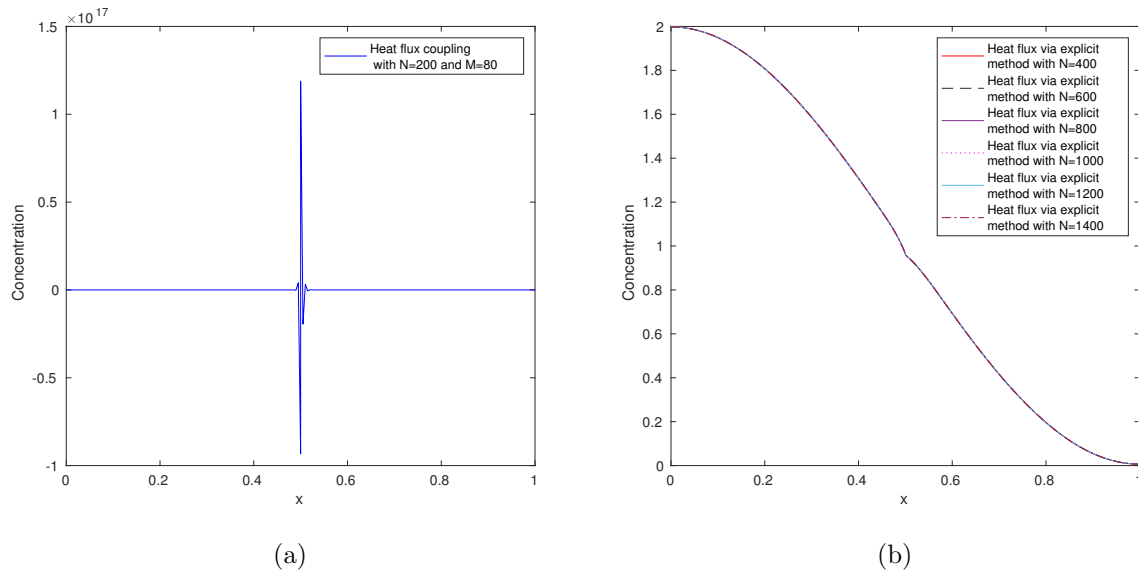 ×10^17
1.5
1
0.5
0
-0.5
-1
0 0.2 0.4 0.6 0.8 1
x
Concentration
Heat flux coupling
with N=200 and M=80
(a)
2
1.8
1.6
1.4
1.2
1
0.8
0.6
0.4
0.2
0
0 0.2 0.4 0.6 0.8 1
x
Concentration
Heat flux via explicit
method with N=400
Heat flux via explicit
method with N=600
Heat flux via explicit
method with N=800
Heat flux via explicit
method with N=1000
Heat flux via explicit
method with N=1200
Heat flux via explicit
method with N=1400
(b)